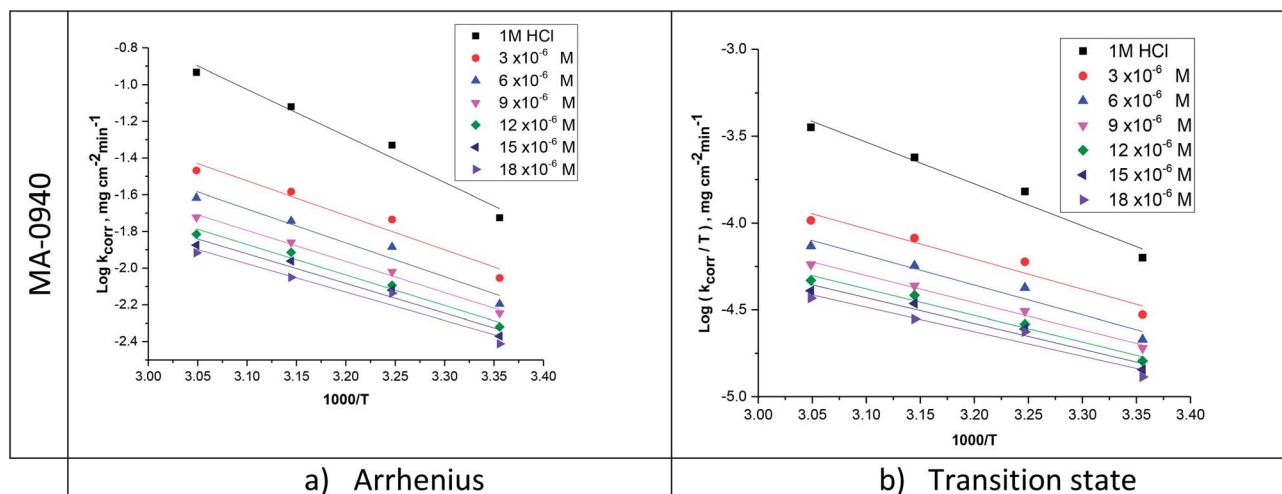 MA-0940
1M HCl
3 x10⁻⁶ M
6 x10⁻⁶ M
9 x10⁻⁶ M
12 x10⁻⁶ M
15 x10⁻⁶ M
18 x10⁻⁶ M
Log k_corr , mg cm⁻²min⁻¹
-0.8
-1.0
-1.2
-1.4
-1.6
-1.8
-2.0
-2.2
-2.4
3.00 3.05 3.10 3.15 3.20 3.25 3.30 3.35 3.40
1000/T
a) Arrhenius
1M HCl
3 x10⁻⁶ M
6 x10⁻⁶ M
9 x10⁻⁶ M
12 x10⁻⁶ M
15 x10⁻⁶ M
18 x10⁻⁶ M
Log ( k_corr / T ) , mg cm⁻²min⁻¹
-3.0
-3.5
-4.0
-4.5
-5.0
3.00 3.05 3.10 3.15 3.20 3.25 3.30 3.35 3.40
1000/T
b) Transition state